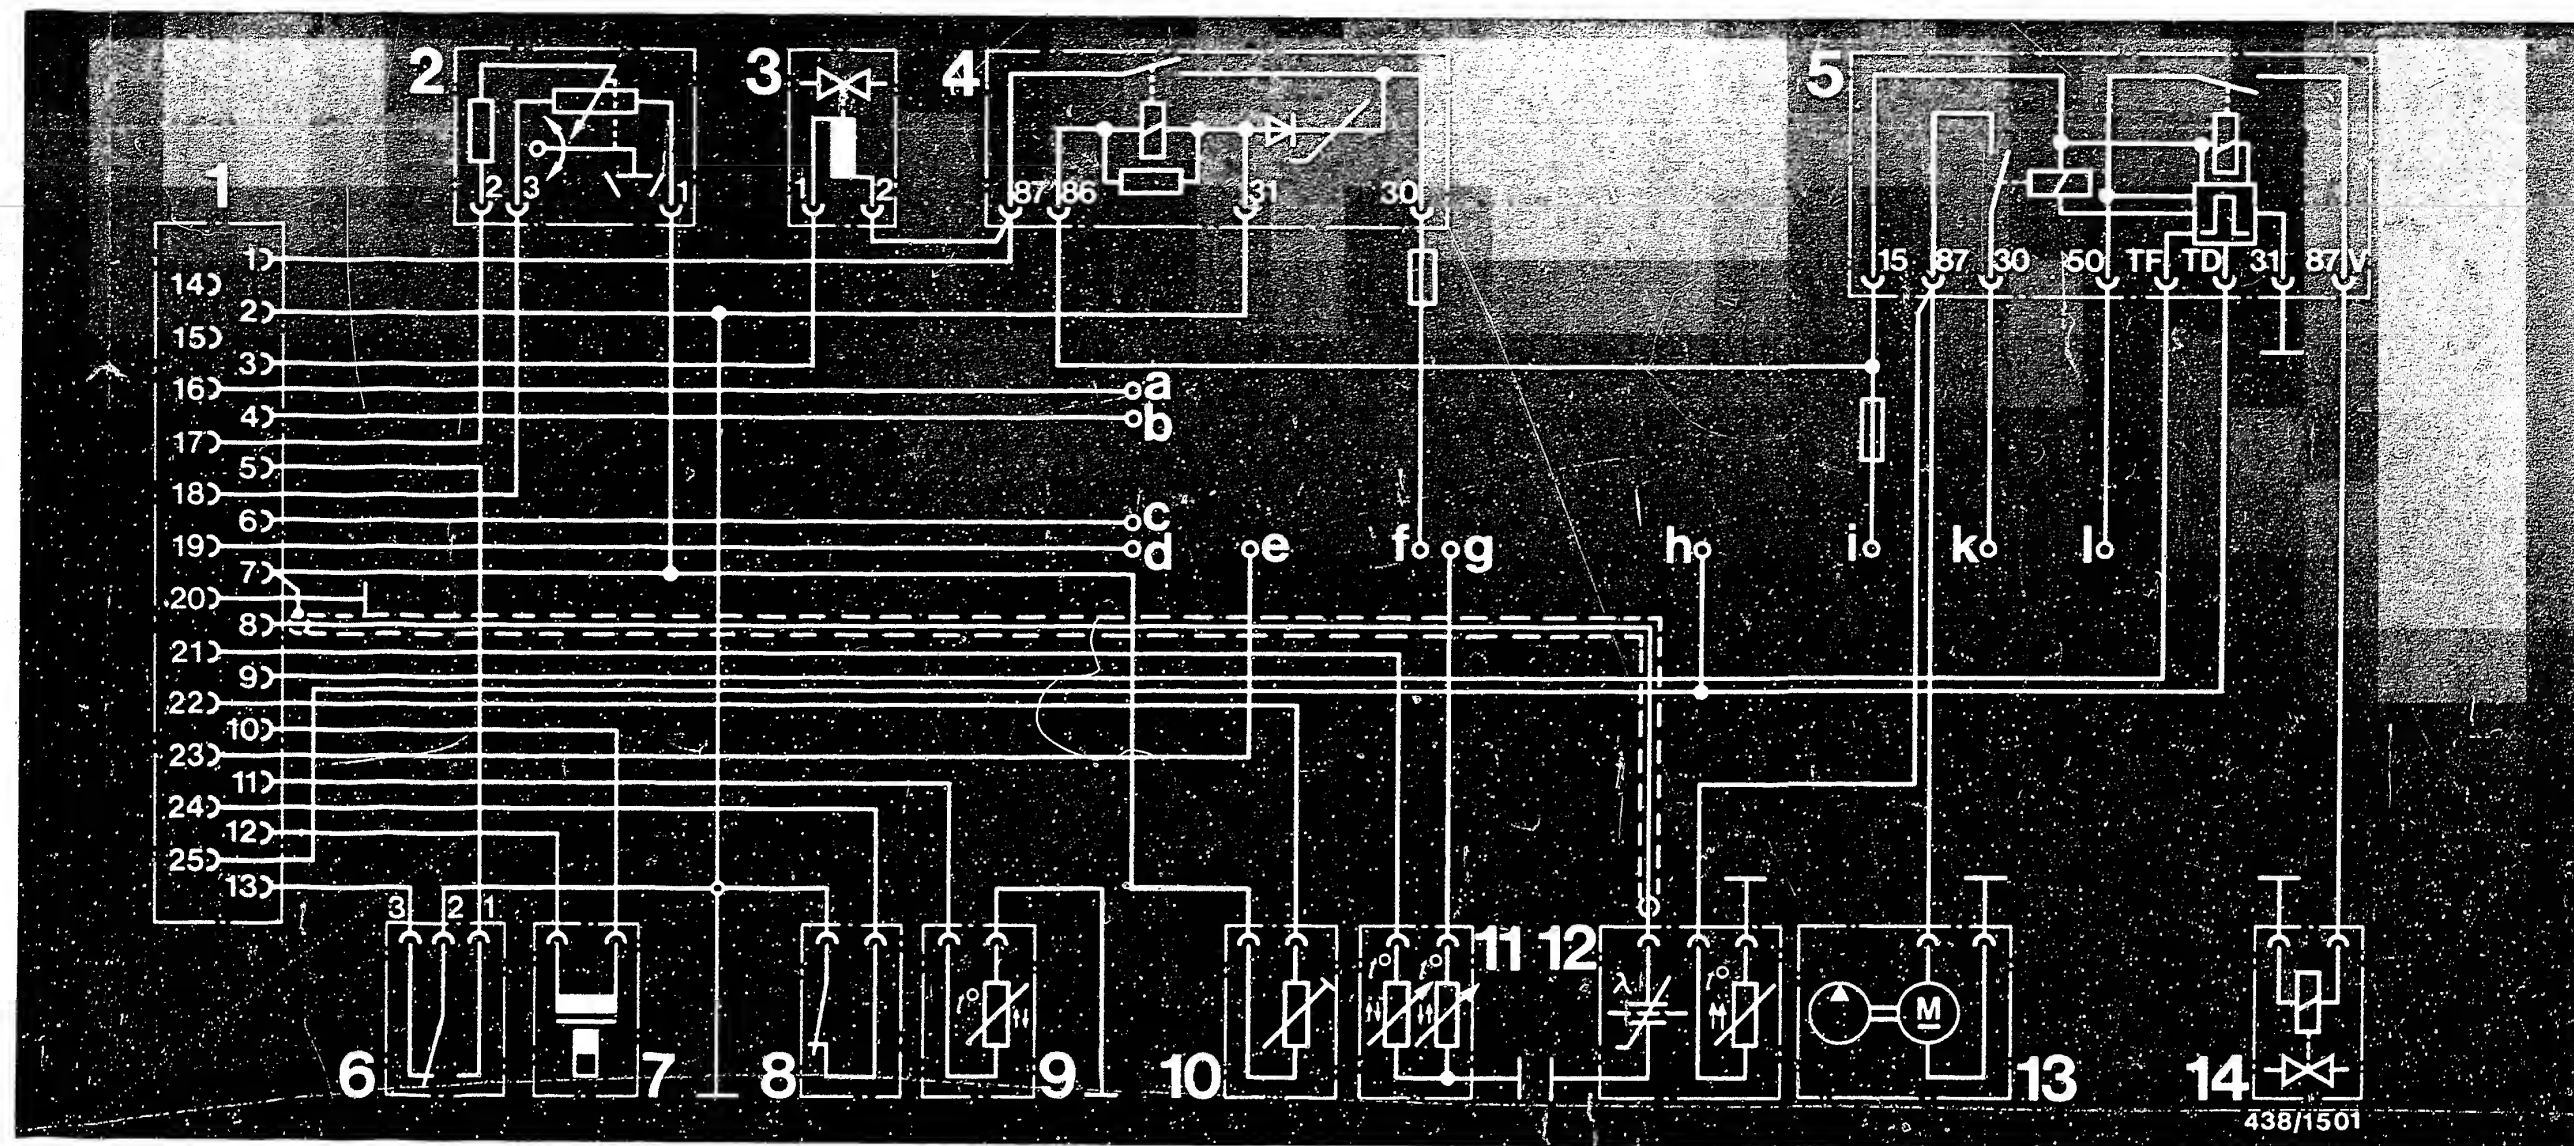 2 3 4 5
1
2 3 1
1 2
87 86 31 30
15 87 30 50 TF TD 31 87V
1
14
2
15
3
16 a
4 b
17
5
18
6 c
19 d
e f g h i k l
7
20
8
21
9
22
10
23
11
24
12
25
13
3 2 1
11 12
t° t° t° λ t°
M
6 7 8 9 10 13 14
438/1501